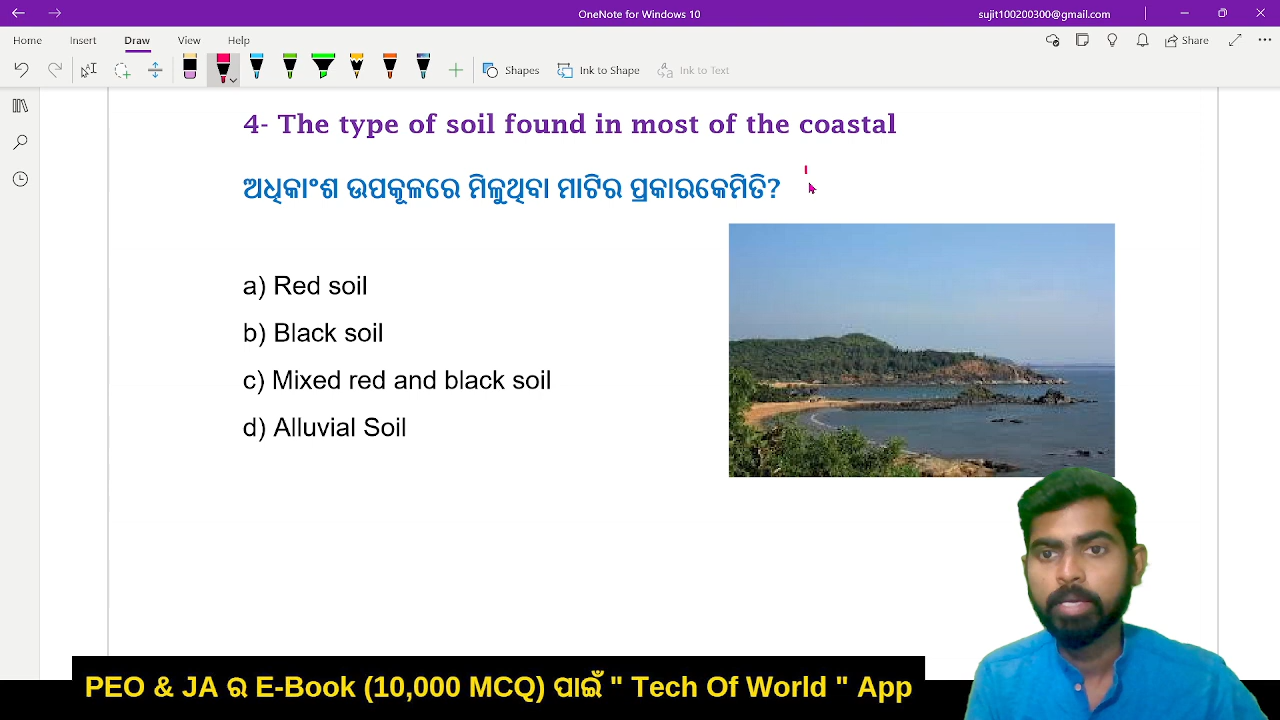 OneNote for Windows 10
sujit100200300@gmail.com
Home Insert Draw View Help
Share
Shapes Ink to Shape Ink to Text
4- The type of soil found in most of the coastal
ଅଧିକାଂଶ ଉପକୂଳରେ ମିଳୁଥିବା ମାଟିର ପ୍ରକାରକେମିତି?
a) Red soil
b) Black soil
c) Mixed red and black soil
d) Alluvial Soil
PEO & JA ର E-Book (10,000 MCQ) ପାଇଁ " Tech Of World " App